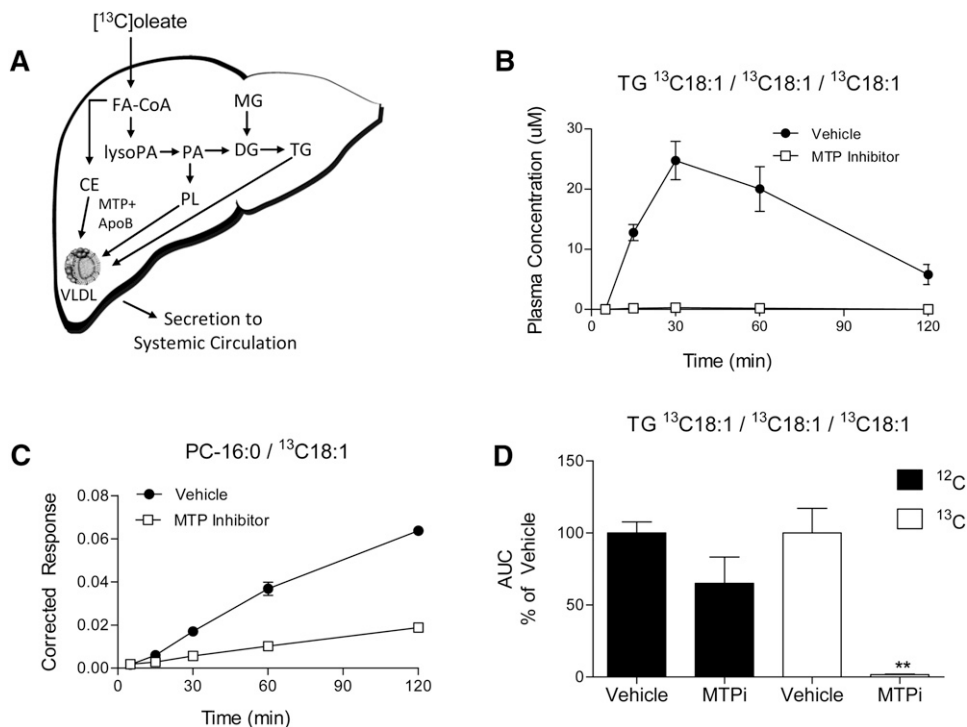 A
[¹³C]oleate
FA-CoA
MG
lysoPA
PA
DG
TG
CE
PL
MTP+
ApoB
VLDL
Secretion to
Systemic Circulation
B
TG ¹³C18:1 / ¹³C18:1 / ¹³C18:1
Plasma Concentration (uM)
30
20
10
0
Vehicle
MTP Inhibitor
0 30 60 90 120
Time (min)
C
PC-16:0 / ¹³C18:1
Corrected Response
0.08
0.06
0.04
0.02
0.00
Vehicle
MTP Inhibitor
0 30 60 90 120
Time (min)
D
TG ¹³C18:1 / ¹³C18:1 / ¹³C18:1
AUC
% of Vehicle
150
100
50
0
¹²C
¹³C
**
Vehicle MTPi Vehicle MTPi